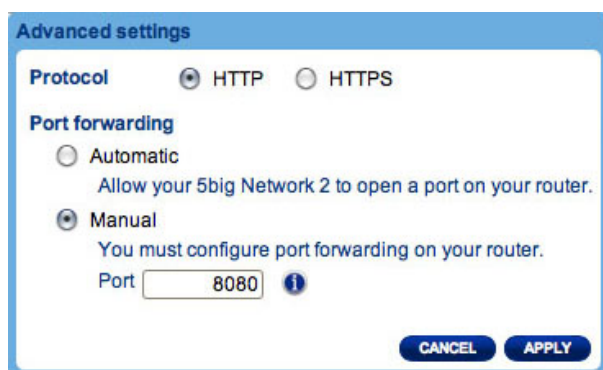 Advanced settings
Protocol HTTP HTTPS
Port forwarding
Automatic
Allow your 5big Network 2 to open a port on your router.
Manual
You must configure port forwarding on your router.
Port 8080 i
CANCEL APPLY